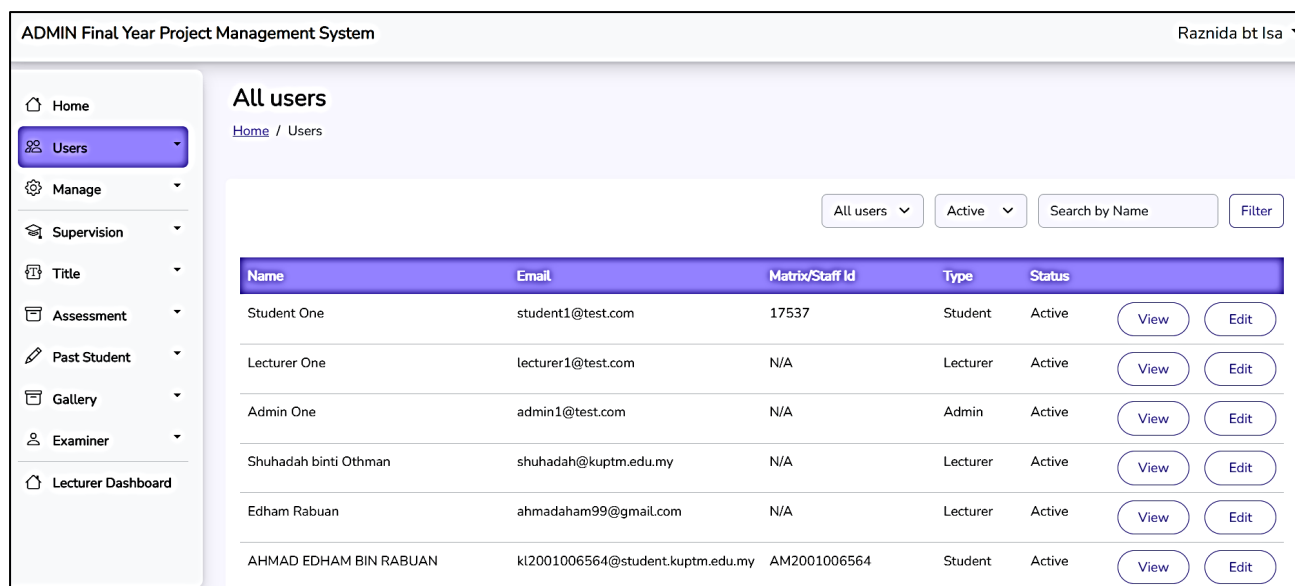 ADMIN Final Year Project Management System Raznida bt Isa
Home
Users
Manage
Supervision
Title
Assessment
Past Student
Gallery
Examiner
Lecturer Dashboard
All users
Home / Users
All users Active Search by Name Filter
Name Email Matrix/Staff Id Type Status
Student One student1@test.com 17537 Student Active View Edit
Lecturer One lecturer1@test.com N/A Lecturer Active View Edit
Admin One admin1@test.com N/A Admin Active View Edit
Shuhadah binti Othman shuhadah@kuptm.edu.my N/A Lecturer Active View Edit
Edham Rabuan ahmadaham99@gmail.com N/A Lecturer Active View Edit
AHMAD EDHAM BIN RABUAN kl2001006564@student.kuptm.edu.my AM2001006564 Student Active View Edit